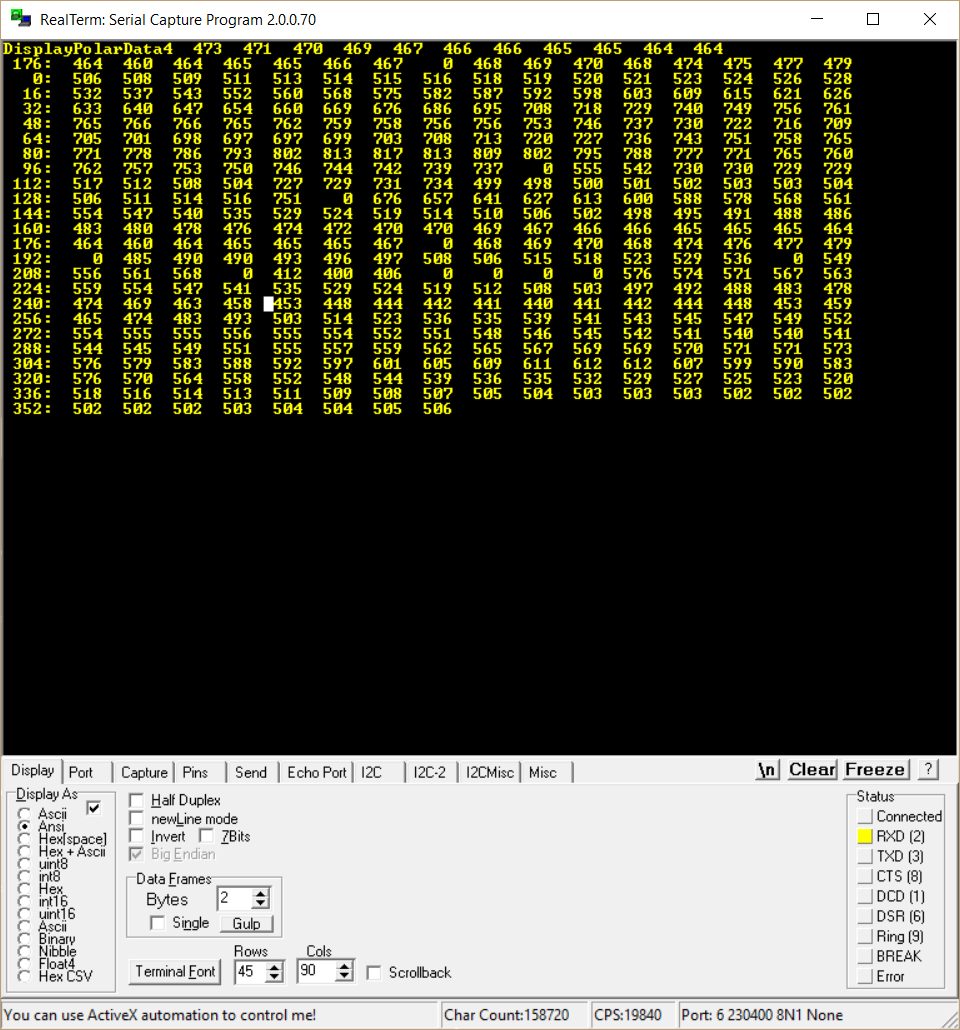 RealTerm: Serial Capture Program 2.0.0.70
DisplayPolarData4 473 471 470 469 467 466 466 465 465 464 464
176: 464 460 464 465 465 466 467 0 468 469 470 468 474 475 477 479
0: 506 508 509 511 513 514 515 516 518 519 520 521 523 524 526 528
16: 532 537 543 552 560 568 575 582 587 592 598 603 609 615 621 626
32: 633 640 647 654 660 669 676 686 695 708 718 729 740 749 756 761
48: 765 766 766 765 762 759 758 756 756 753 746 737 730 722 716 709
64: 705 701 698 697 697 699 703 708 713 720 727 736 743 751 758 765
80: 771 778 786 793 802 813 817 813 809 802 795 788 777 771 765 760
96: 762 757 753 750 746 744 742 739 737 0 555 542 730 730 729 729
112: 517 512 508 504 727 729 731 734 499 498 500 501 502 503 503 504
128: 506 511 514 516 751 0 676 657 641 627 613 600 588 578 568 561
144: 554 547 540 535 529 524 519 514 510 506 502 498 495 491 488 486
160: 483 480 478 476 474 472 470 470 469 467 466 466 465 465 465 464
176: 464 460 464 465 465 465 467 0 468 469 470 468 474 476 477 479
192: 0 485 490 490 493 496 497 508 506 515 518 523 529 536 0 549
208: 556 561 568 0 412 400 406 0 0 0 0 576 574 571 567 563
224: 559 554 547 541 535 529 524 519 512 508 503 497 492 488 483 478
240: 474 469 463 458 453 448 444 442 441 440 441 442 444 448 453 459
256: 465 474 483 493 503 514 523 536 535 539 541 543 545 547 549 552
272: 554 555 555 556 555 554 552 551 548 546 545 542 541 540 540 541
288: 544 545 549 551 555 557 559 562 565 567 569 569 570 571 571 573
304: 576 579 583 588 592 597 601 605 609 611 612 612 607 599 590 583
320: 576 570 564 558 552 548 544 539 536 535 532 529 527 525 523 520
336: 518 516 514 513 511 509 508 507 505 504 503 503 503 502 502 502
352: 502 502 502 503 504 504 505 506
Display Port Capture Pins Send Echo Port I2C I2C-2 I2CMisc Misc \n Clear Freeze ?
Display As
Ascii
Ansi
Hex[space]
Hex + Ascii
uint8
int8
Hex
int16
uint16
Ascii
Binary
Nibble
Float4
Hex CSV
Half Duplex
newLine mode
Invert 7Bits
Big Endian
Data Frames
Bytes 2
Single Gulp
Rows Cols
Terminal Font 45 90 Scrollback
Status
Connected
RXD (2)
TXD (3)
CTS (8)
DCD (1)
DSR (6)
Ring (9)
BREAK
Error
You can use ActiveX automation to control me! Char Count:158720 CPS:19840 Port: 6 230400 8N1 None